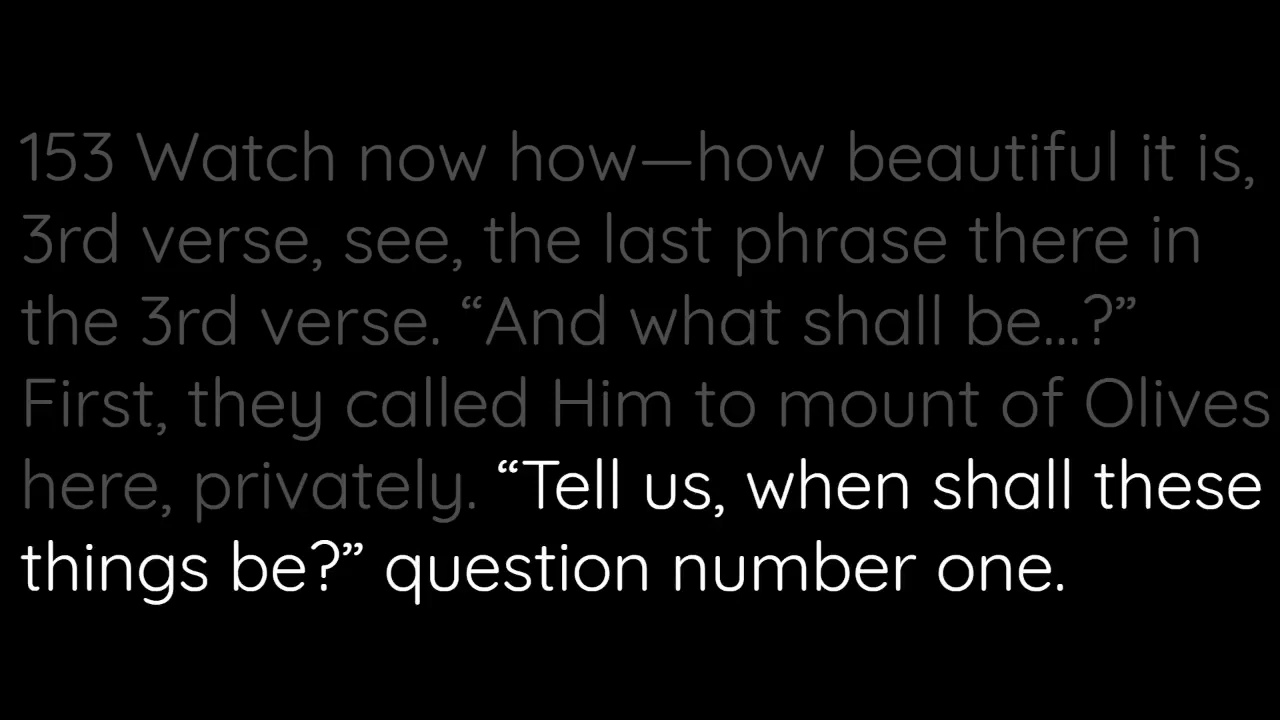 153 Watch now how—how beautiful it is,
3rd verse, see, the last phrase there in
the 3rd verse. “And what shall be...?”
First, they called Him to mount of Olives
here, privately. “Tell us, when shall these
things be?” question number one.